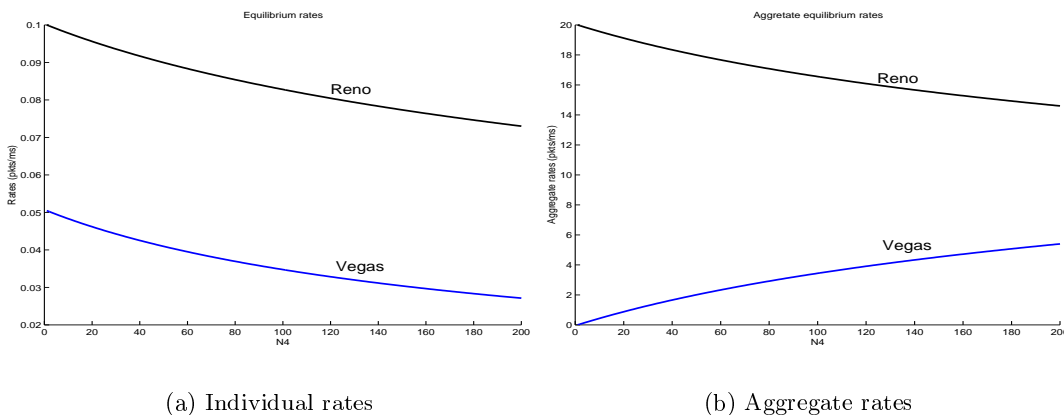 Equilibrium rates
0.1
0.09
0.08
0.07
0.06
0.05
0.04
0.03
0.02
Rates (pkts/ms)
Reno
Vegas
0 20 40 60 80 100 120 140 160 180 200
N4
(a) Individual rates
Aggretate equilibrium rates
20
18
16
14
12
10
8
6
4
2
0
Aggregate rates (pkts/ms)
Reno
Vegas
0 20 40 60 80 100 120 140 160 180 200
N4
(b) Aggregate rates